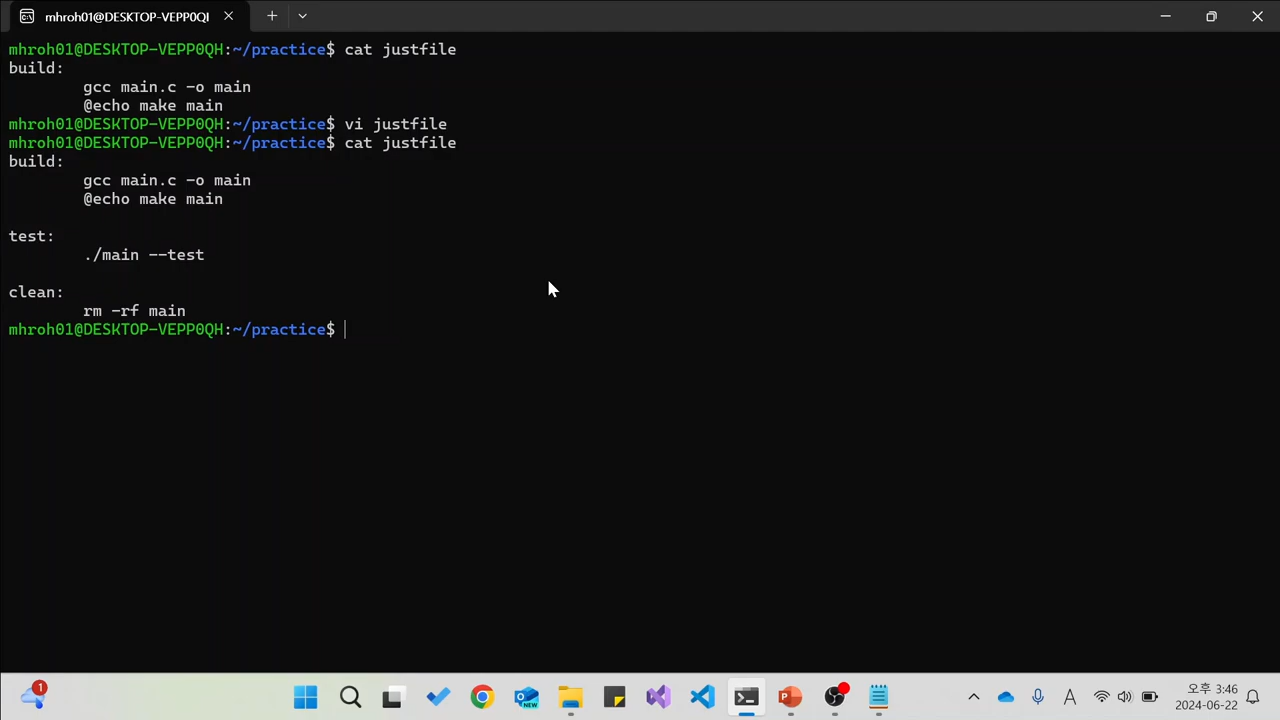 mhroh01@DESKTOP-VEPP0QI
mhroh01@DESKTOP-VEPP0QH:~/practice$ cat justfile
build:
        gcc main.c -o main
        @echo make main
mhroh01@DESKTOP-VEPP0QH:~/practice$ vi justfile
mhroh01@DESKTOP-VEPP0QH:~/practice$ cat justfile
build:
        gcc main.c -o main
        @echo make main
test:
        ./main --test
clean:
        rm -rf main
mhroh01@DESKTOP-VEPP0QH:~/practice$
1
NEW
A
오후 3:46
2024-06-22